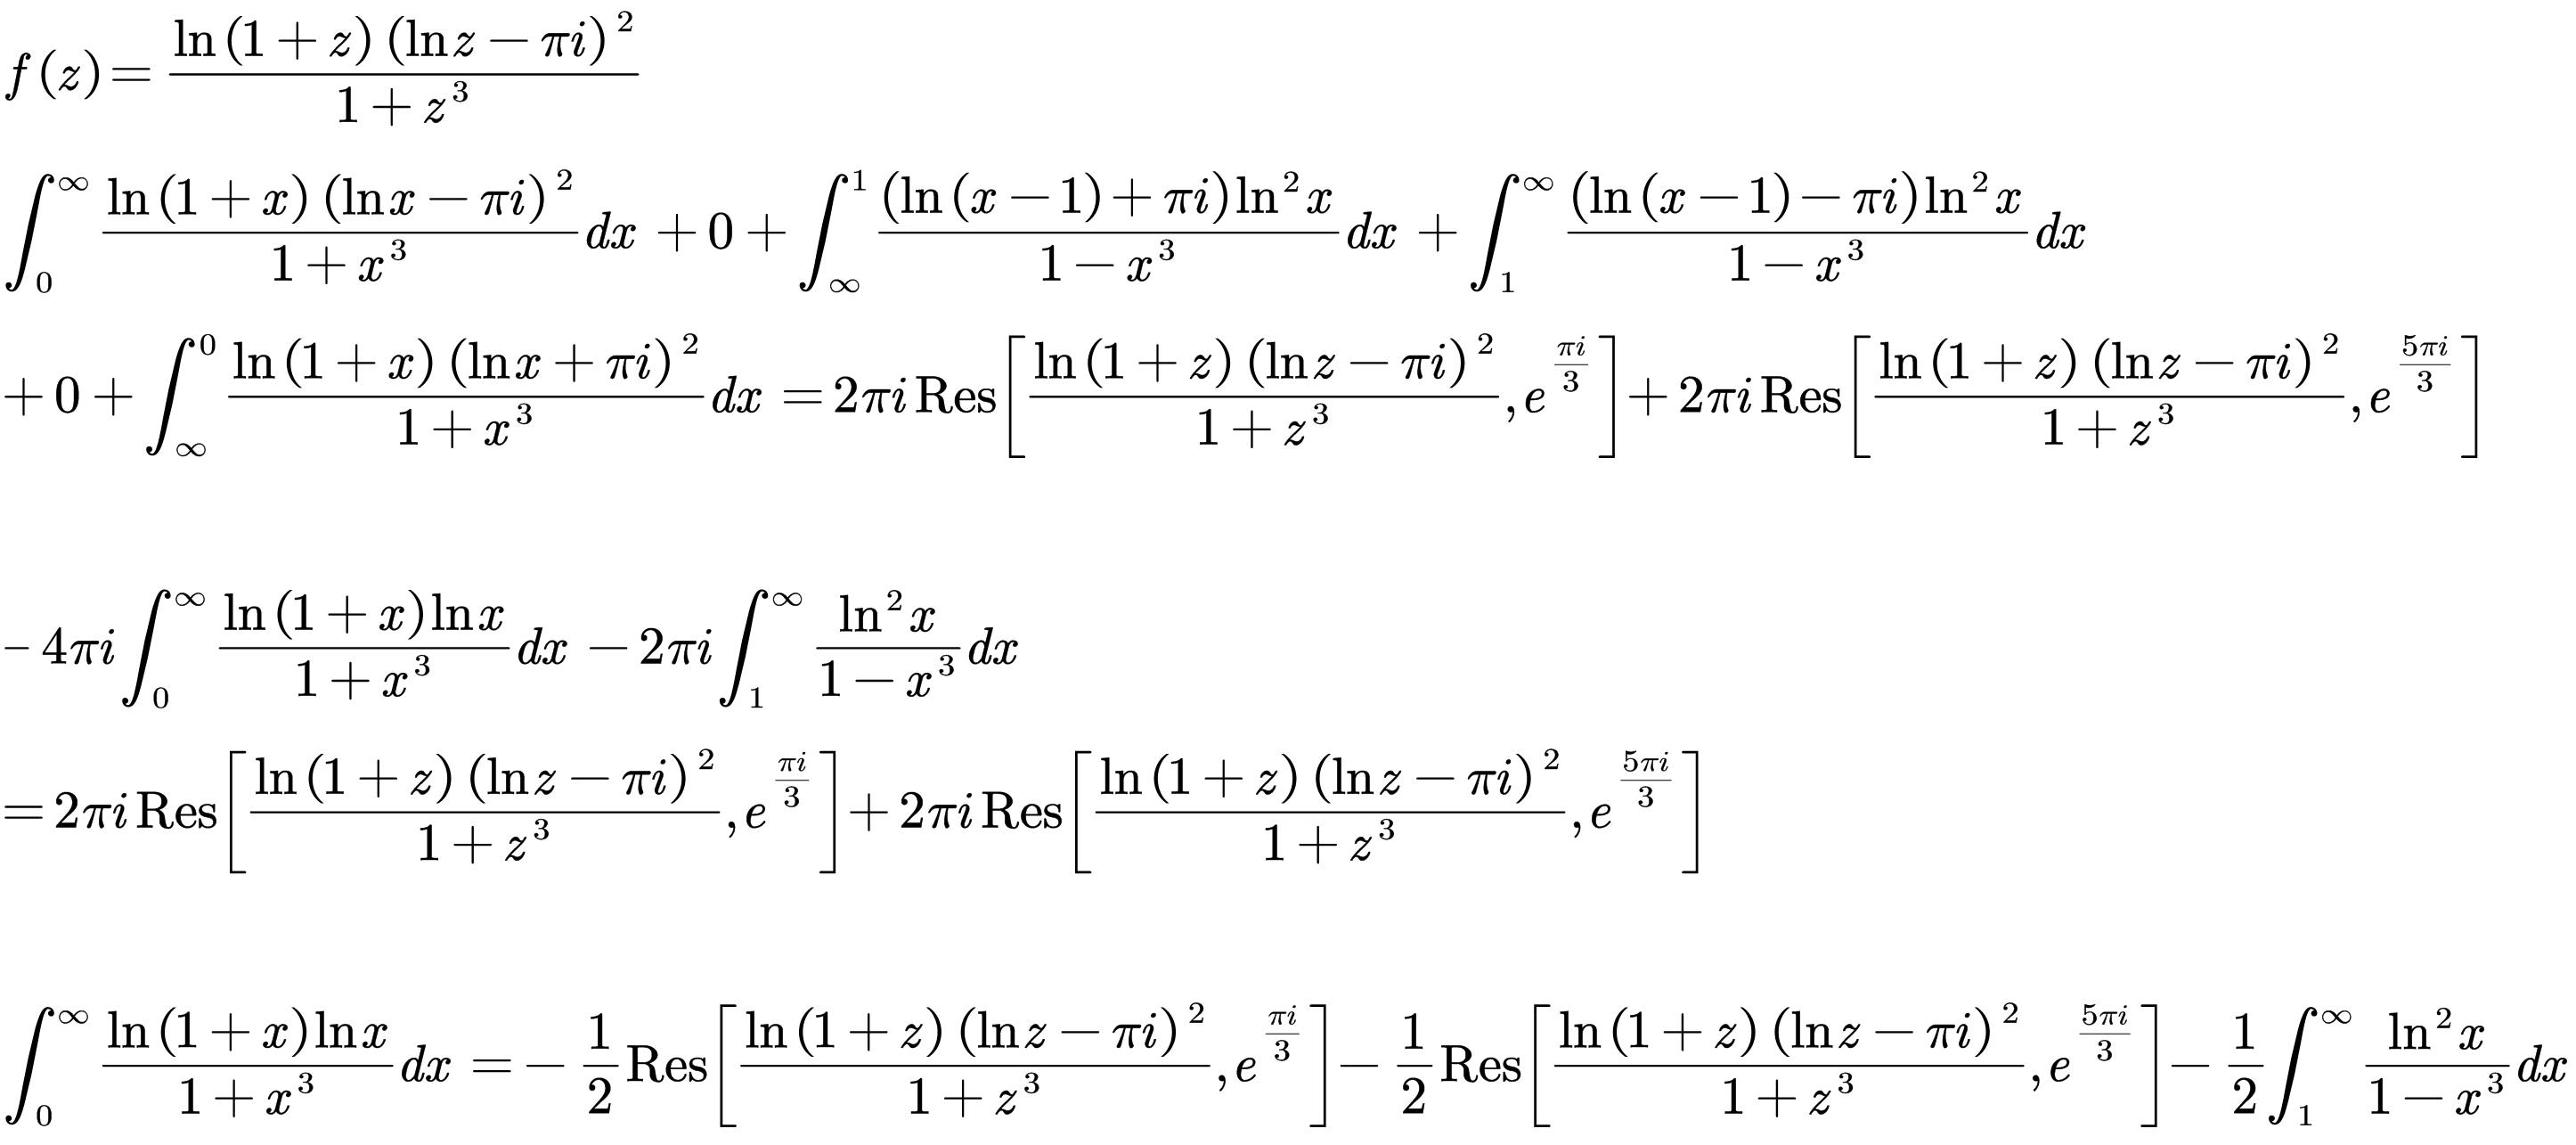 f(z) = \frac{\ln(1+z)(\ln z - \pi i)^2}{1+z^3}
\int_0^\infty \frac{\ln(1+x)(\ln x - \pi i)^2}{1+x^3} dx + 0 + \int_\infty^1 \frac{(\ln(x-1) + \pi i)\ln^2 x}{1-x^3} dx + \int_1^\infty \frac{(\ln(x-1) - \pi i)\ln^2 x}{1-x^3} dx
+ 0 + \int_\infty^0 \frac{\ln(1+x)(\ln x + \pi i)^2}{1+x^3} dx = 2\pi i \operatorname{Res}\left[\frac{\ln(1+z)(\ln z - \pi i)^2}{1+z^3}, e^{\frac{\pi i}{3}}\right] + 2\pi i \operatorname{Res}\left[\frac{\ln(1+z)(\ln z - \pi i)^2}{1+z^3}, e^{\frac{5\pi i}{3}}\right]
-4\pi i \int_0^\infty \frac{\ln(1+x)\ln x}{1+x^3} dx - 2\pi i \int_1^\infty \frac{\ln^2 x}{1-x^3} dx
= 2\pi i \operatorname{Res}\left[\frac{\ln(1+z)(\ln z - \pi i)^2}{1+z^3}, e^{\frac{\pi i}{3}}\right] + 2\pi i \operatorname{Res}\left[\frac{\ln(1+z)(\ln z - \pi i)^2}{1+z^3}, e^{\frac{5\pi i}{3}}\right]
\int_0^\infty \frac{\ln(1+x)\ln x}{1+x^3} dx = -\frac{1}{2} \operatorname{Res}\left[\frac{\ln(1+z)(\ln z - \pi i)^2}{1+z^3}, e^{\frac{\pi i}{3}}\right] - \frac{1}{2} \operatorname{Res}\left[\frac{\ln(1+z)(\ln z - \pi i)^2}{1+z^3}, e^{\frac{5\pi i}{3}}\right] - \frac{1}{2} \int_1^\infty \frac{\ln^2 x}{1-x^3} dx